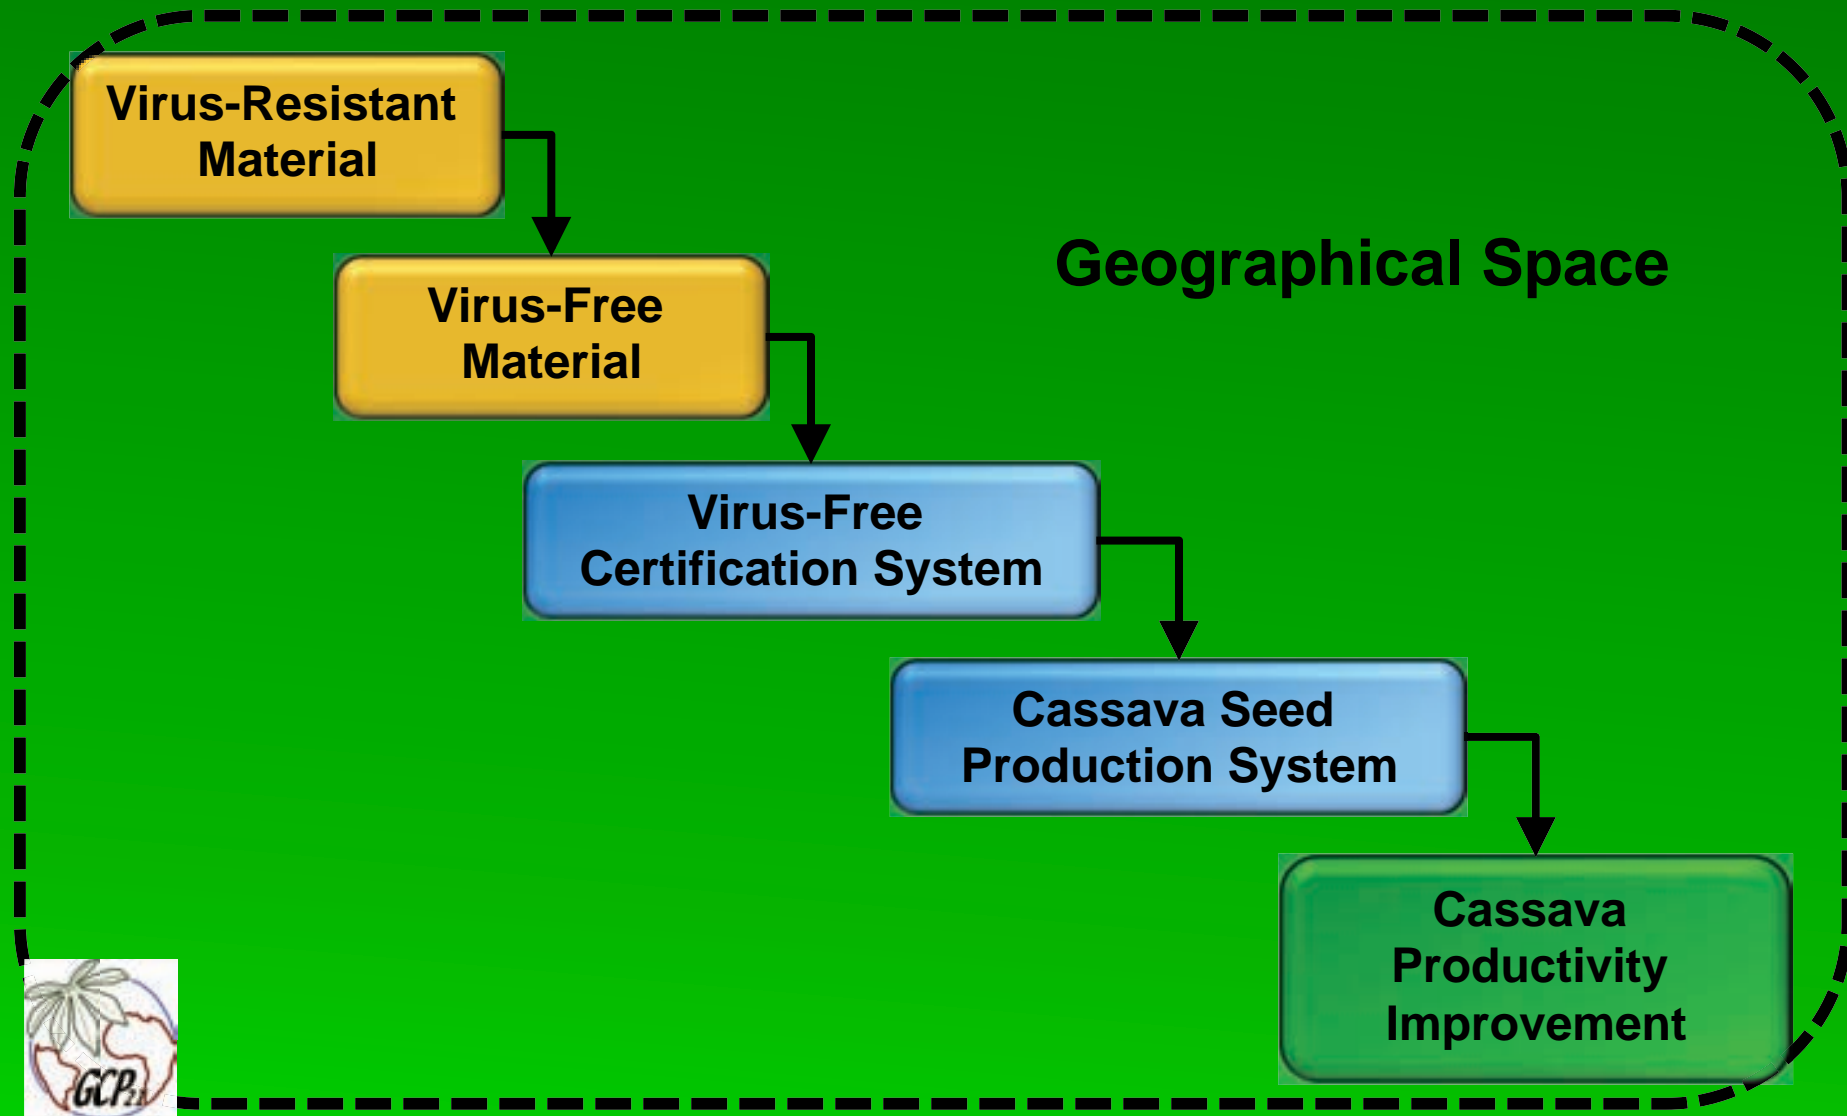 Virus-Resistant
Material
Geographical Space
Virus-Free
Material
Virus-Free
Certification System
Cassava Seed
Production System
Cassava
Productivity
Improvement
GCP21